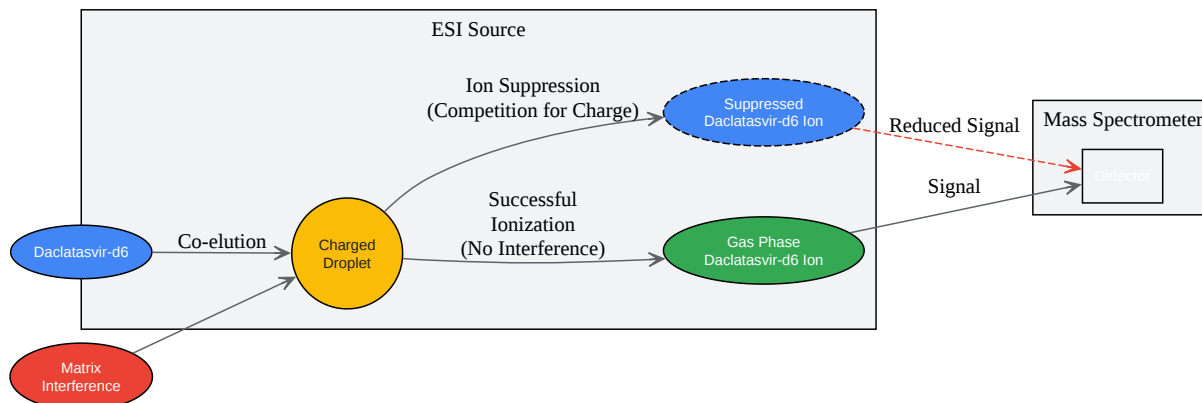 ESI Source
Ion Suppression
(Competition for Charge)
Suppressed
Daclatasvir-d6 Ion
Reduced Signal
Mass Spectrometer
Detector
Signal
Successful
Ionization
(No Interference)
Gas Phase
Daclatasvir-d6 Ion
Daclatasvir-d6
Co-elution
Charged
Droplet
Matrix
Interference